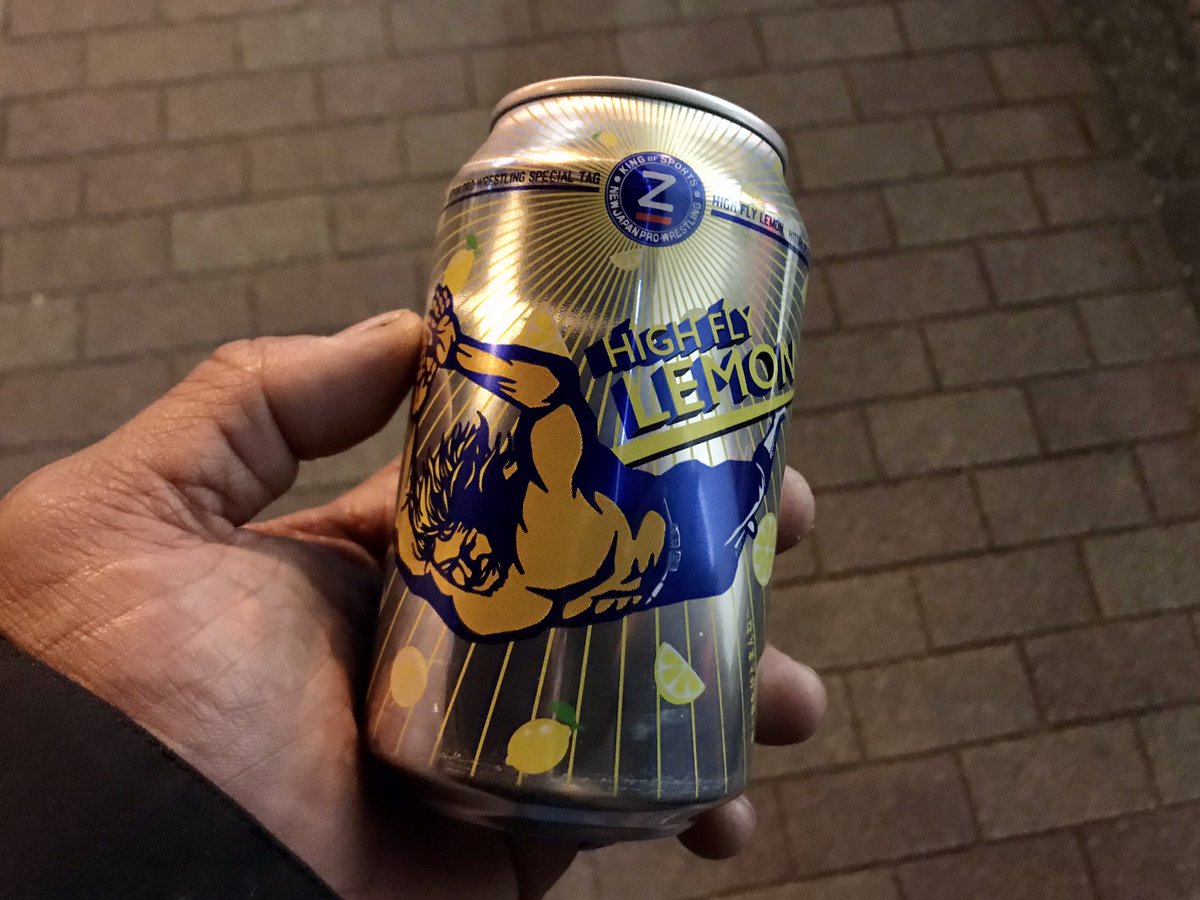 PRO-WRESTLING SPECIAL TAG
KING OF SPORTS
NEW JAPAN PRO-WRESTLING
HIGH FLY LEMON
HIGH FLY
LEMON